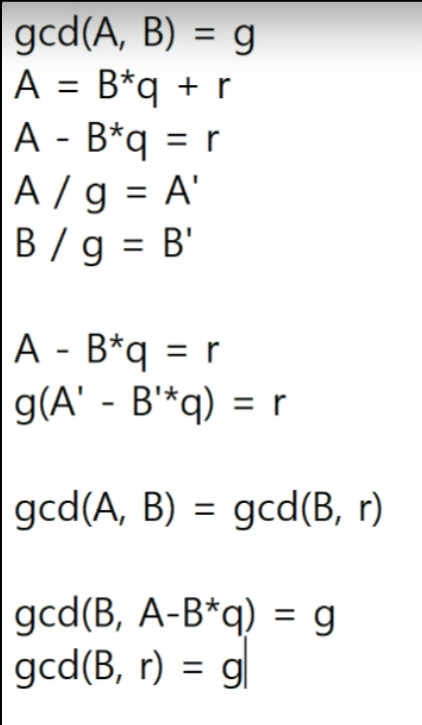 gcd(A, B) = g
A = B*q + r
A - B*q = r
A / g = A'
B / g = B'
A - B*q = r
g(A' - B'*q) = r
gcd(A, B) = gcd(B, r)
gcd(B, A-B*q) = g
gcd(B, r) = g